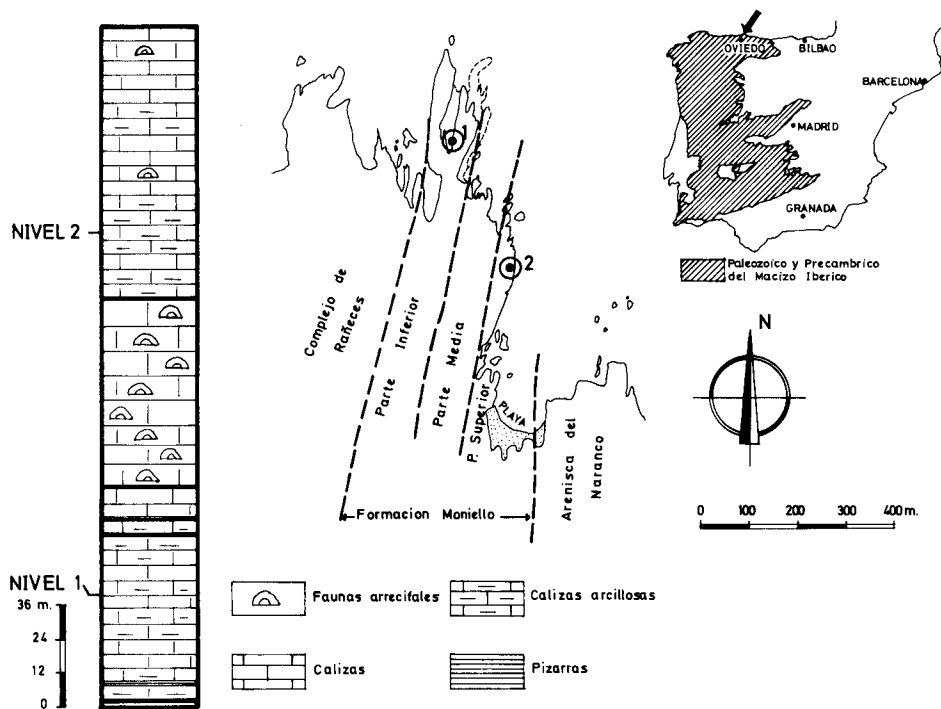 NIVEL 2
NIVEL 1
36 m.
24
12
0
Complejo de
Rañeces
Parte Inferior
Parte Media
P. Superior
PLAYA
Arenisca del
Naranco
Formacion Moniello
1
2
OVIEDO
BILBAO
BARCELONA
MADRID
GRANADA
Paleozoíco y Precambrico
del Macizo Iberico
N
0 100 200 300 400 m.
Faunas arrecifales
Calizas arcillosas
Calizas
Pizarras